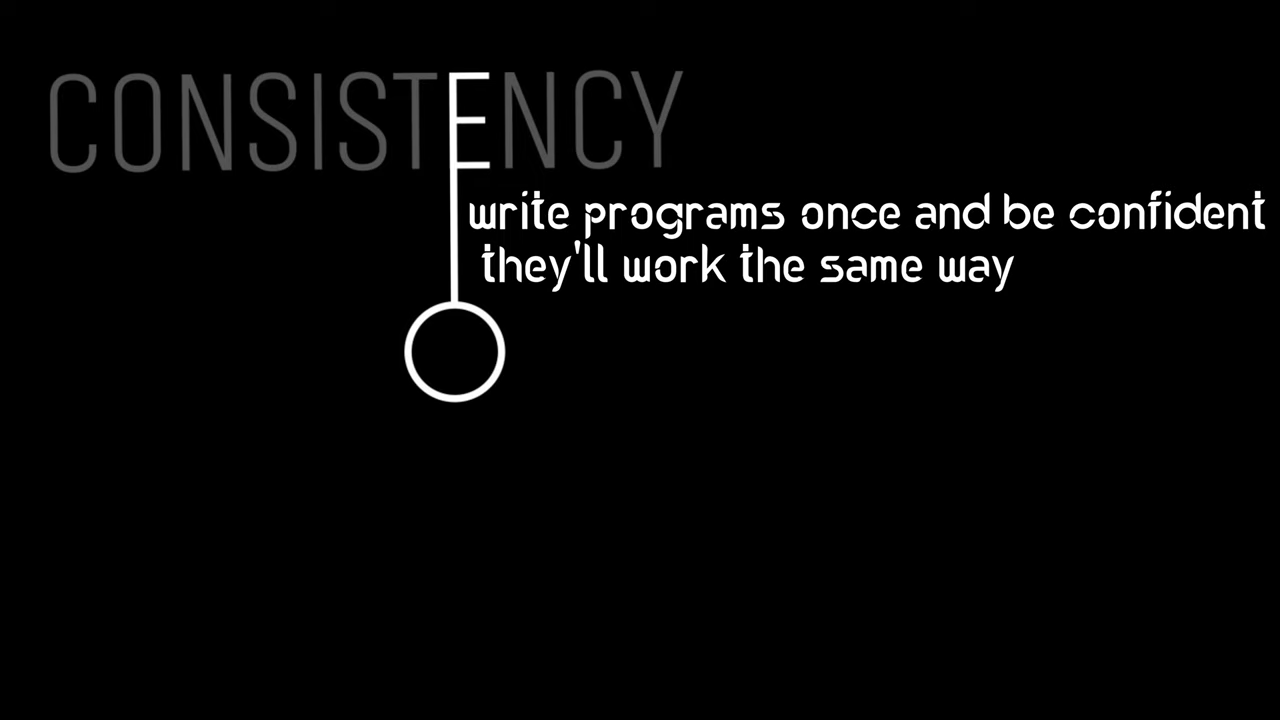 CONSISTENCY
write programs once and be confident
they'll work the same way